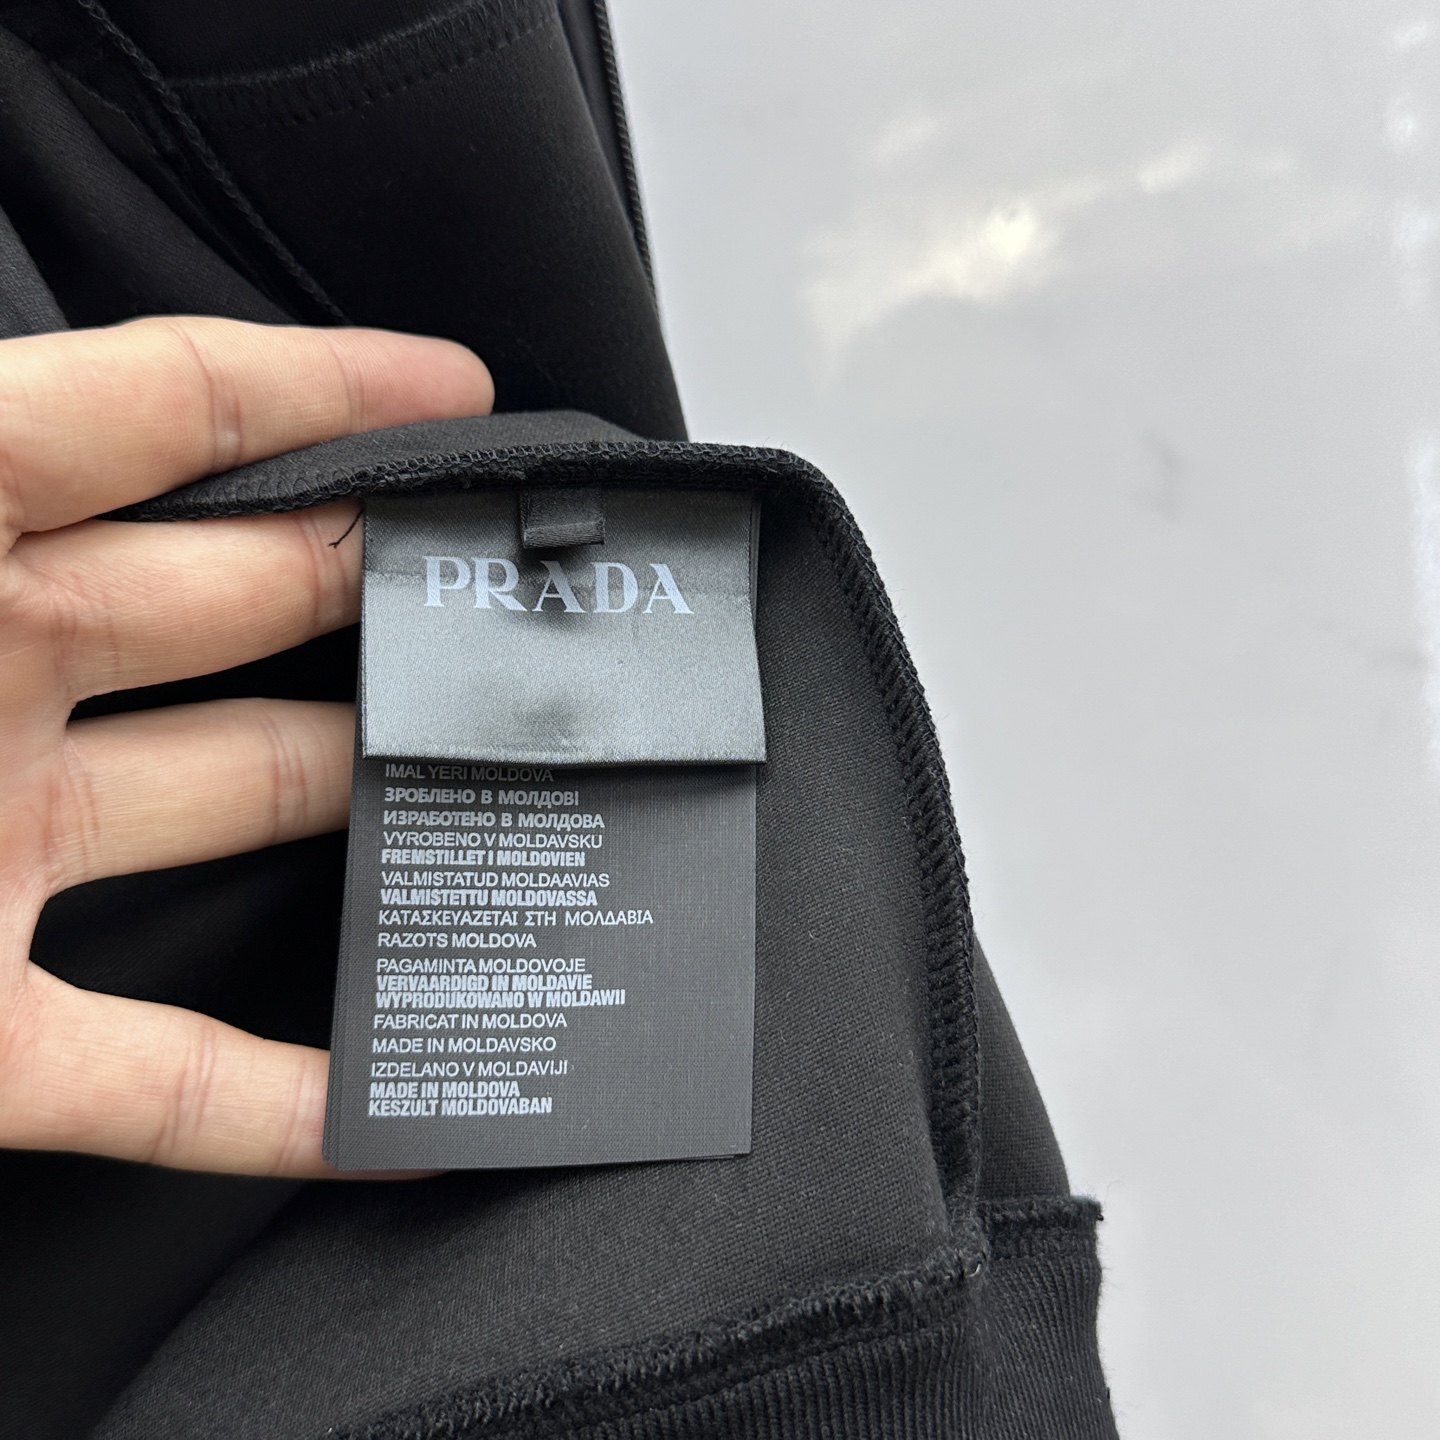 PRADA
IMAL YERI MOLDOVA
ЗРОБЛЕНО В МОЛДОВІ
ИЗРАБОТЕНО В МОЛДОВА
VYROBENO V MOLDAVSKU
FREMSTILLET I MOLDOVIEN
VALMISTATUD MOLDAAVIAS
VALMISTETTU MOLDOVASSA
ΚΑΤΑΣΚΕΥΑΖΕΤΑΙ ΣΤΗ ΜΟΛΔΑΒΙΑ
RAZOTS MOLDOVA
PAGAMINTA MOLDOVOJE
VERVAARDIGD IN MOLDAVIE
WYPRODUKOWANO W MOLDAWII
FABRICAT IN MOLDOVA
MADE IN MOLDAVSKO
IZDELANO V MOLDAVIJI
MADE IN MOLDOVA
KESZULT MOLDOVABAN